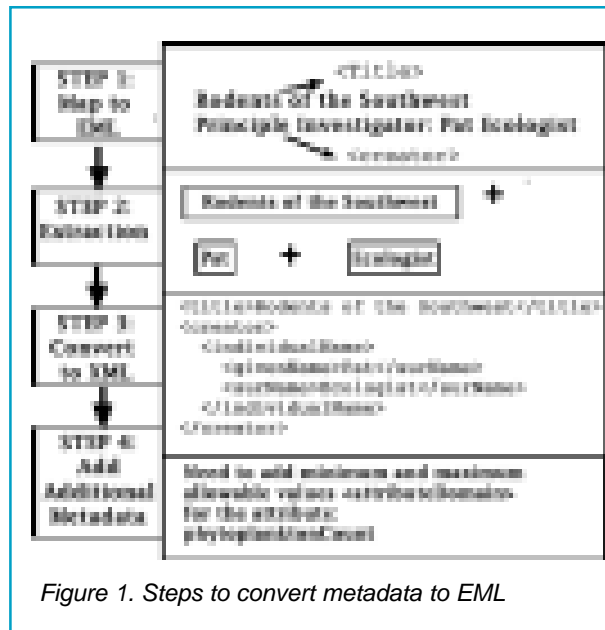 STEP 1:
Map to
EML
<Title>
Rodents of the Southwest
Principle Investigator: Pat Ecologist
<creator>
STEP 2:
Extraction
Rodents of the Southwest +
Pat + Ecologist
STEP 3:
Convert
to XML
<title>Rodents of the Southwest</title>
<creator>
<individualName>
<givenName>Pat</surName>
<surName>Ecologist</surName>
</individualName>
</creator>
STEP 4:
Add
Additional
Metadata
Need to add minimum and maximum
allowable values <attributeDomain>
for the attribute:
phytoplanktonCount
Figure 1. Steps to convert metadata to EML